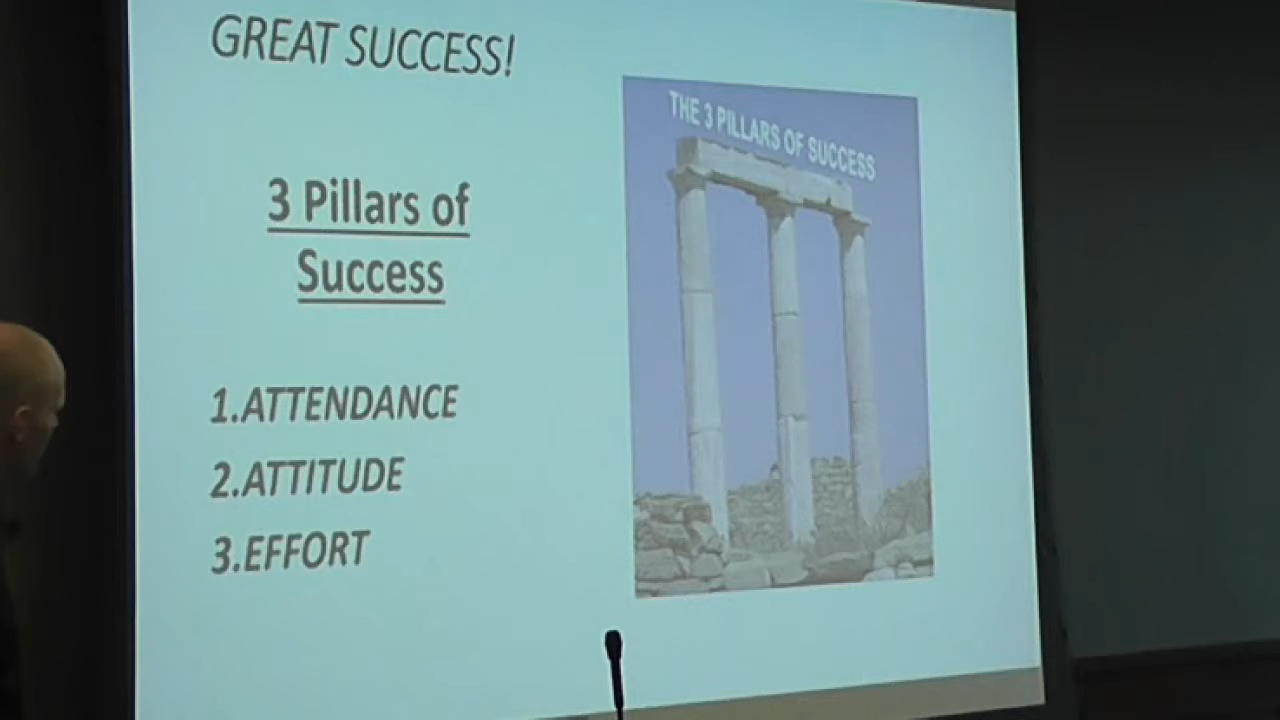 GREAT SUCCESS!
3 Pillars of
Success
1.ATTENDANCE
2.ATTITUDE
3.EFFORT
THE 3 PILLARS OF SUCCESS